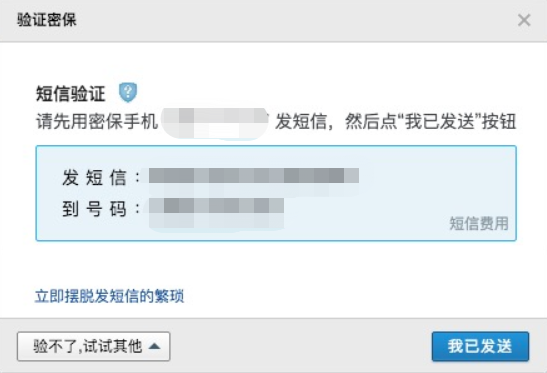 验证密保
短信验证
请先用密保手机 发短信，然后点“我已发送”按钮
发短信：
到号码：
短信费用
立即摆脱发短信的繁琐
验不了,试试其他
我已发送